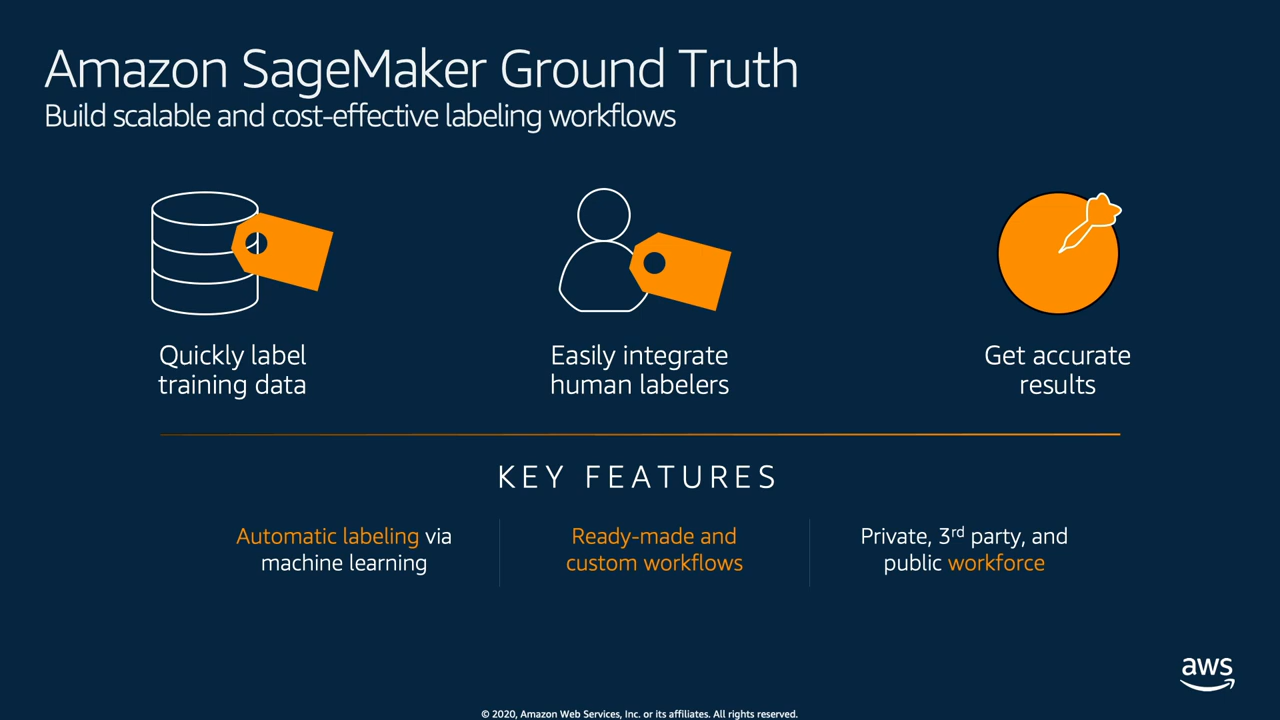 Amazon SageMaker Ground Truth
Build scalable and cost-effective labeling workflows
Quickly label
training data
Easily integrate
human labelers
Get accurate
results
KEY FEATURES
Automatic labeling via
machine learning
Ready-made and
custom workflows
Private, 3rd party, and
public workforce
aws
© 2020, Amazon Web Services, Inc. or its affiliates. All rights reserved.